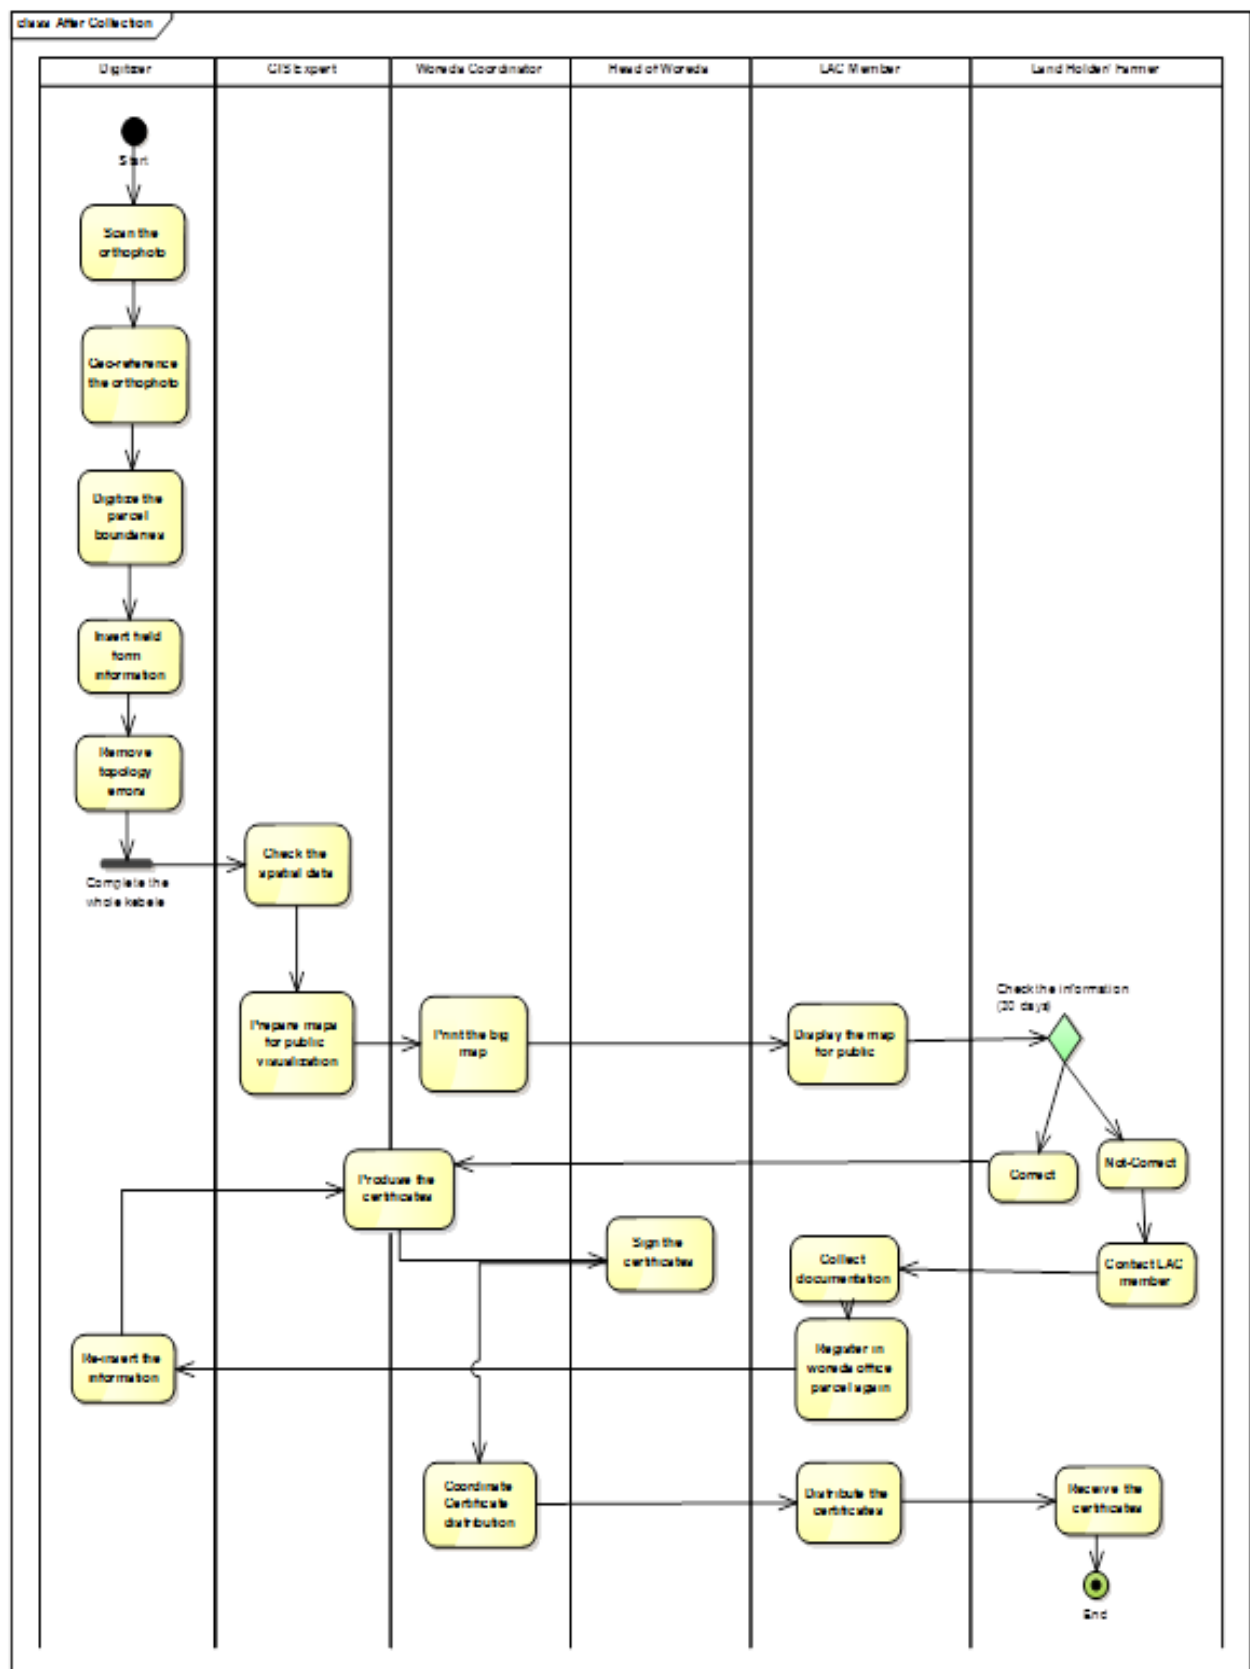 class After Collection
Digitizer
GIS Expert
Woreda Coordinator
Head of Woreda
LAC Member
Land Holder/ Farmer
Start
Scan the
orthophoto
Geo-reference
the orthophoto
Digitize the
parcel
boundaries
Insert field
form
information
Remove
topology
errors
Complete the
whole kebele
Check the
spatial data
Prepare maps
for public
visualization
Print the big
map
Display the map
for public
Check the information
(30 days)
Correct
Not-Correct
Produse the
certificates
Sign the
certificates
Collect
documentation
Contact LAC
member
Re-insert the
information
Register in
woreda office
parcel again
Coordinate
Certificate
distribution
Distribute the
certificates
Receive the
certificates
End